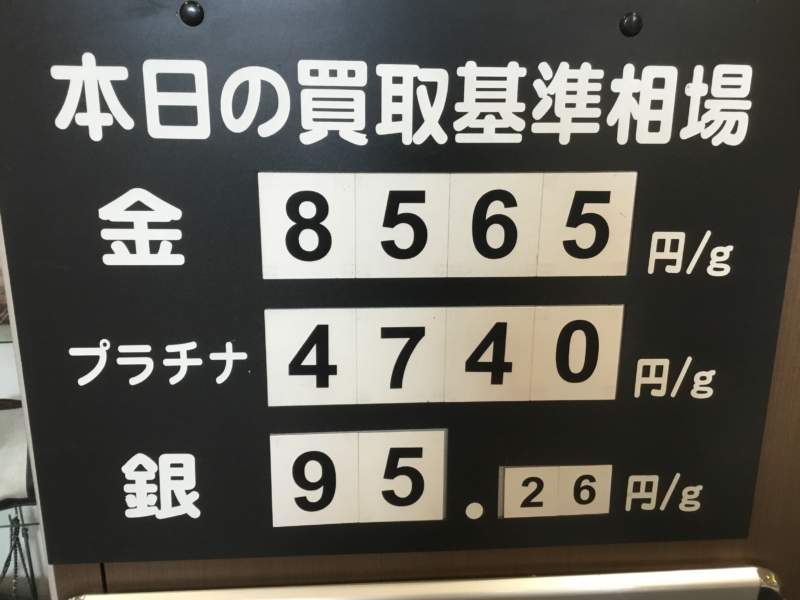 本日の買取基準相場
金 8565 円/g
プラチナ 4740 円/g
銀 95.26 円/g